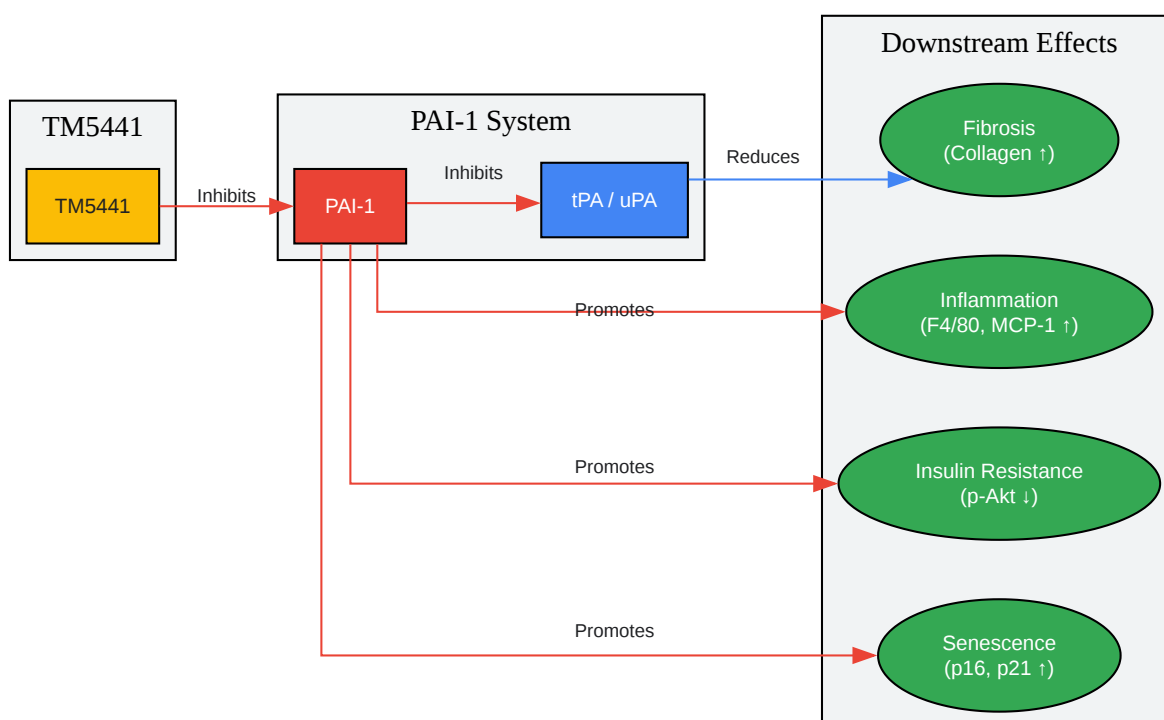 TM5441
TM5441
Inhibits
PAI-1 System
PAI-1
Inhibits
tPA / uPA
Reduces
Promotes
Promotes
Promotes
Downstream Effects
Fibrosis
(Collagen ↑)
Inflammation
(F4/80, MCP-1 ↑)
Insulin Resistance
(p-Akt ↓)
Senescence
(p16, p21 ↑)